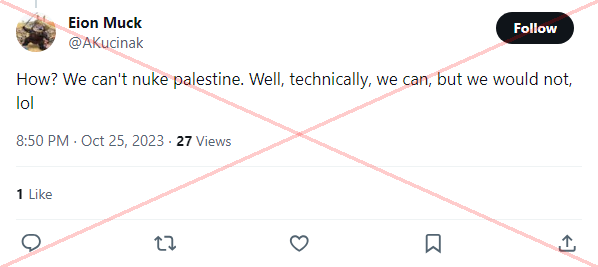 Eion Muck
Follow
@AKucinak
How? We can't nuke palestine. Well, technically, we can, but we would not,
lol
8:50 PM · Oct 25, 2023 · 27 Views
1 Like